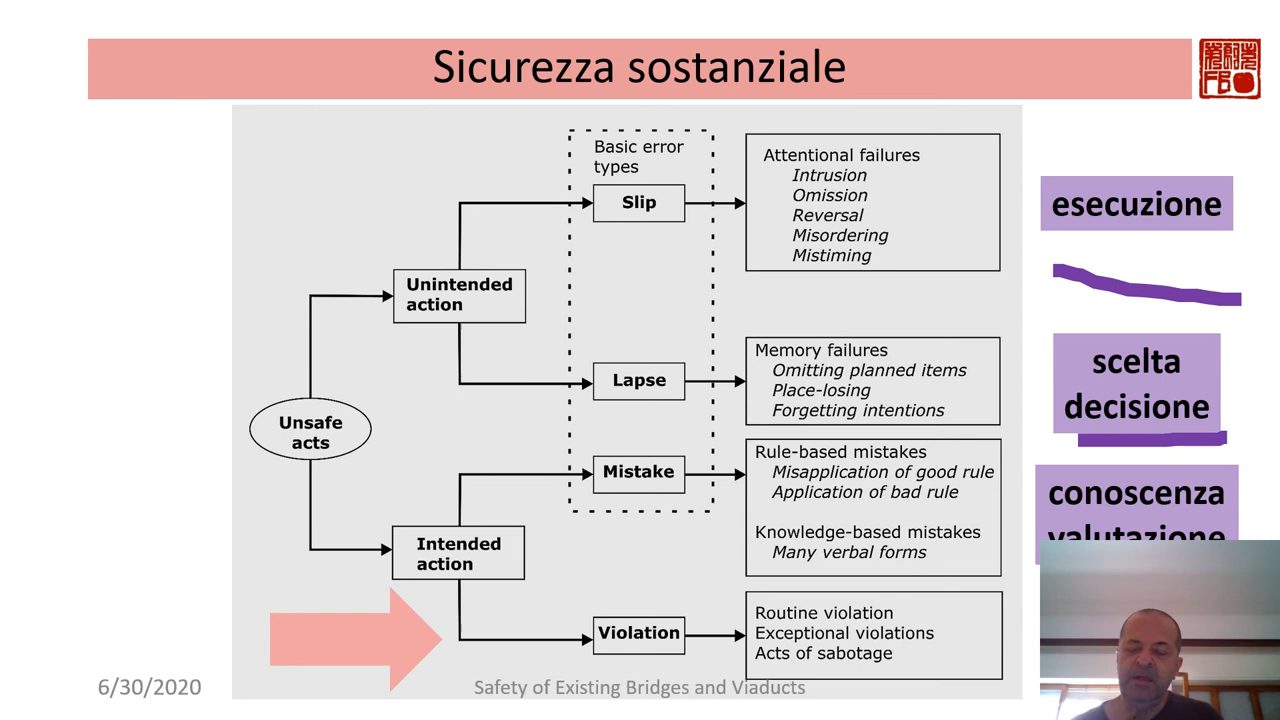 Sicurezza sostanziale
Basic error
types
Slip
Attentional failures
Intrusion
Omission
Reversal
Misordering
Mistiming
esecuzione
Unintended
action
Lapse
Memory failures
Omitting planned items
Place-losing
Forgetting intentions
scelta
decisione
Unsafe
acts
Mistake
Rule-based mistakes
Misapplication of good rule
Application of bad rule
Knowledge-based mistakes
Many verbal forms
conoscenza
valutazione
Intended
action
Violation
Routine violation
Exceptional violations
Acts of sabotage
6/30/2020
Safety of Existing Bridges and Viaducts